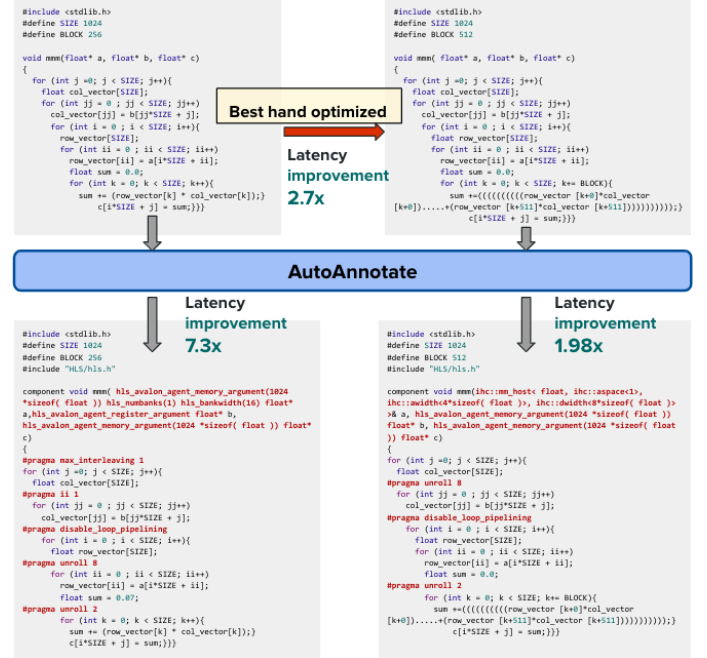 #include <stdlib.h>
#define SIZE 1024
#define BLOCK 256
void mmm(float* a, float* b, float* c)
{
for (int j =0; j < SIZE; j++){
float col_vector[SIZE];
for (int jj = 0 ; jj < SIZE; jj++)
col_vector[jj] = b[jj*SIZE + j];
for (int i = 0 ; i < SIZE; i++){
row_vector[SIZE];
for (int ii = 0 ; ii < SIZE; ii++)
row_vector[ii] = a[i*SIZE + ii];
float sum = 0.0;
for (int k = 0; k < SIZE; k++){
sum += (row_vector[k] * col_vector[k]);}
c[i*SIZE + j] = sum;}}}
Best hand optimized
Latency
improvement
2.7x
#include <stdlib.h>
#define SIZE 1024
#define BLOCK 512
void mmm( float* a, float* b, float* c)
{
for (int j =0; j < SIZE; j++){
float col_vector[SIZE];
for (int jj = 0 ; jj < SIZE; jj++)
col_vector[jj] = b[jj*SIZE + j];
for (int i = 0 ; i < SIZE; i++){
float row_vector[SIZE];
for (int ii = 0 ; ii < SIZE; ii++)
row_vector[ii] = a[i*SIZE + ii];
float sum = 0.0;
for (int k = 0; k < SIZE; k+= BLOCK){
sum +=((((((((((row_vector [k+0]*col_vector
[k+0]).....+(row_vector [k+511]*col_vector [k+511]))))))))));}
c[i*SIZE + j] = sum;}}}
AutoAnnotate
Latency
improvement
7.3x
Latency
improvement
1.98x
#include <stdlib.h>
#define SIZE 1024
#define BLOCK 256
#include "HLS/hls.h"
component void mmm( hls_avalon_agent_memory_argument(1024
*sizeof( float )) hls_numbanks(1) hls_bankwidth(16) float*
a,hls_avalon_agent_register_argument float* b,
hls_avalon_agent_memory_argument(1024 *sizeof( float )) float*
c)
{
#pragma max_interleaving 1
for (int j =0; j < SIZE; j++){
float col_vector[SIZE];
#pragma ii 1
for (int jj = 0 ; jj < SIZE; jj++)
col_vector[jj] = b[jj*SIZE + j];
#pragma disable_loop_pipelining
for (int i = 0 ; i < SIZE; i++){
float row_vector[SIZE];
#pragma unroll 8
for (int ii = 0 ; ii < SIZE; ii++)
row_vector[ii] = a[i*SIZE + ii];
float sum = 0.07;
#pragma unroll 2
for (int k = 0; k < SIZE; k++){
sum += (row_vector[k] * col_vector[k]);}
c[i*SIZE + j] = sum;}}}
#include <stdlib.h>
#define SIZE 1024
#define BLOCK 512
#include "HLS/hls.h"
component void mmm(ihc::mm_host< float, ihc::aspace<1>,
ihc::awidth<4*sizeof( float )>, ihc::dwidth<8*sizeof( float )>
>& a, hls_avalon_agent_memory_argument(1024 *sizeof( float ))
float* b, hls_avalon_agent_memory_argument(1024 *sizeof( float
)) float* c)
{
for (int j =0; j < SIZE; j++){
float col_vector[SIZE];
#pragma unroll 8
for (int jj = 0 ; jj < SIZE; jj++)
col_vector[jj] = b[jj*SIZE + j];
#pragma disable_loop_pipelining
for (int i = 0 ; i < SIZE; i++){
float row_vector[SIZE];
for (int ii = 0 ; ii < SIZE; ii++)
row_vector[ii] = a[i*SIZE + ii];
float sum = 0.0;
#pragma unroll 2
for (int k = 0; k < SIZE; k+= BLOCK){
sum +=((((((((((row_vector [k+0]*col_vector
[k+0]).....+(row_vector [k+511]*col_vector [k+511]))))))))));}
c[i*SIZE + j] = sum;}}}